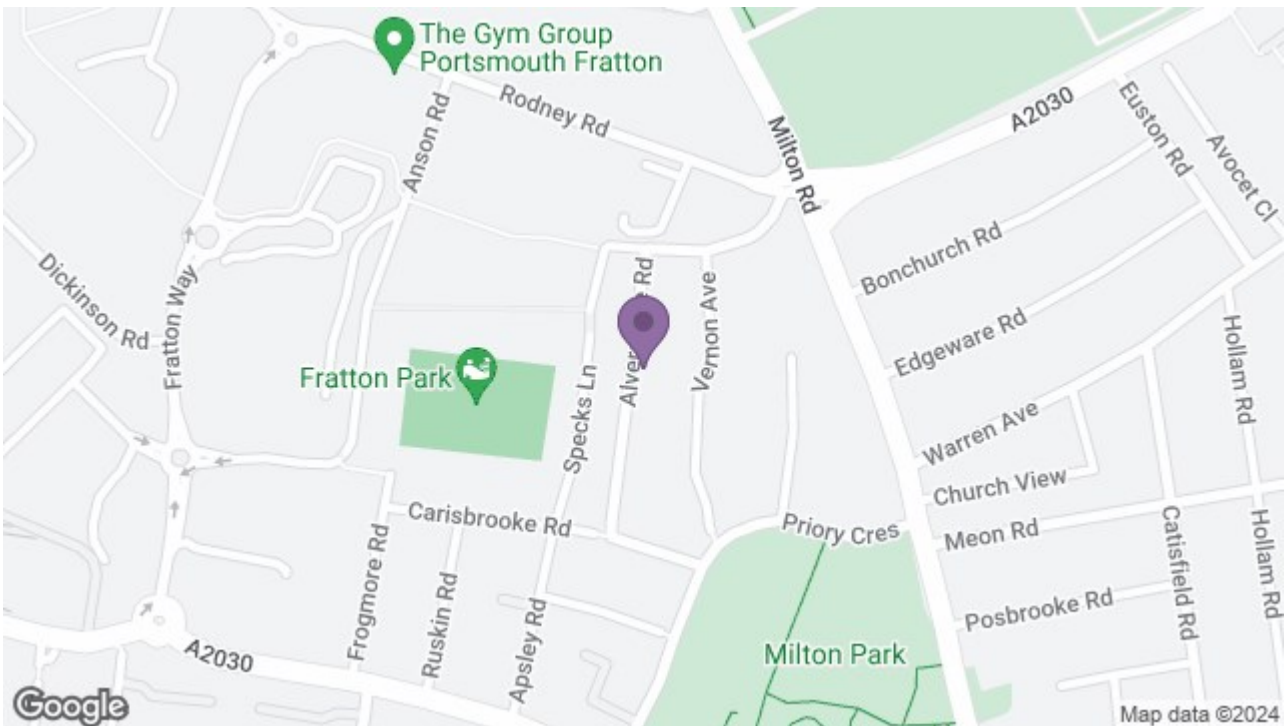 The Gym Group
Portsmouth Fratton
Rodney Rd
Anson Rd
Milton Rd
A2030
Euston Rd
Avocet Cl
Bonchurch Rd
Dickinson Rd
Fratton Way
Vernon Ave
Edgeware Rd
Hollam Rd
Fratton Park
Specks Ln
Warren Ave
Church View
Carisbrooke Rd
Priory Cres
Meon Rd
Catisfield Rd
Hollam Rd
Frogmore Rd
Ruskin Rd
Apsley Rd
Posbrooke Rd
A2030
Milton Park
Google
Map data ©2024